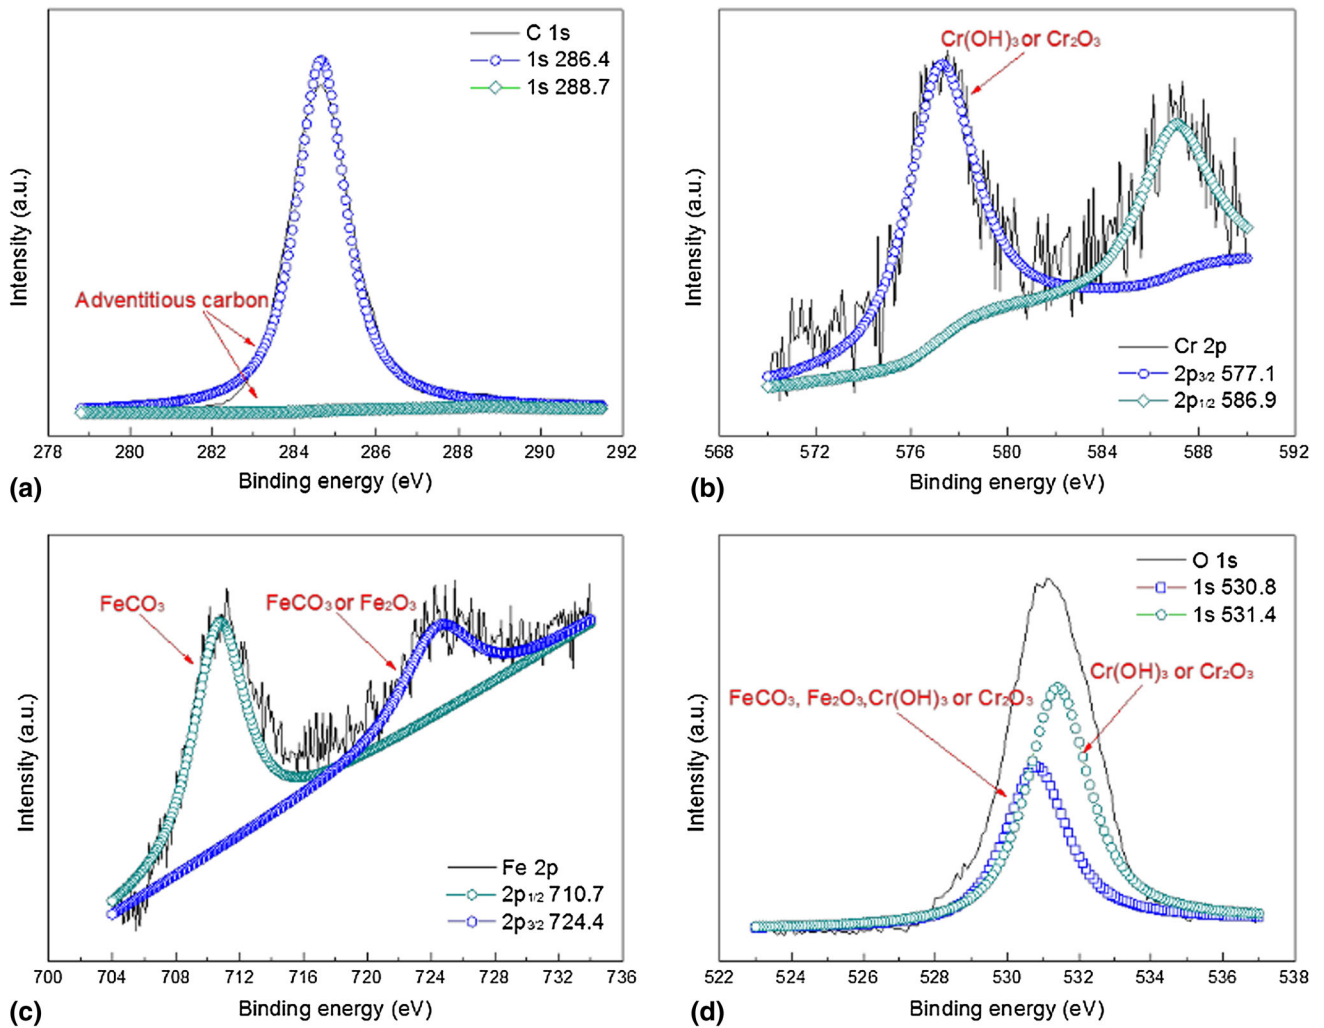 C 1s
1s 286.4
1s 288.7
Adventitious carbon
Intensity (a.u.)
278 280 282 284 286 288 290 292
Binding energy (eV)
(a)
Cr(OH)₃ or Cr₂O₃
Cr 2p
2p₃/₂ 577.1
2p₁/₂ 586.9
Intensity (a.u.)
568 572 576 580 584 588 592
Binding energy (eV)
(b)
FeCO₃
FeCO₃ or Fe₂O₃
Fe 2p
2p₁/₂ 710.7
2p₃/₂ 724.4
Intensity (a.u.)
700 704 708 712 716 720 724 728 732 736
Binding energy (eV)
(c)
O 1s
1s 530.8
1s 531.4
Cr(OH)₃ or Cr₂O₃
FeCO₃, Fe₂O₃,Cr(OH)₃ or Cr₂O₃
Intensity (a.u.)
522 524 526 528 530 532 534 536 538
Binding energy (eV)
(d)